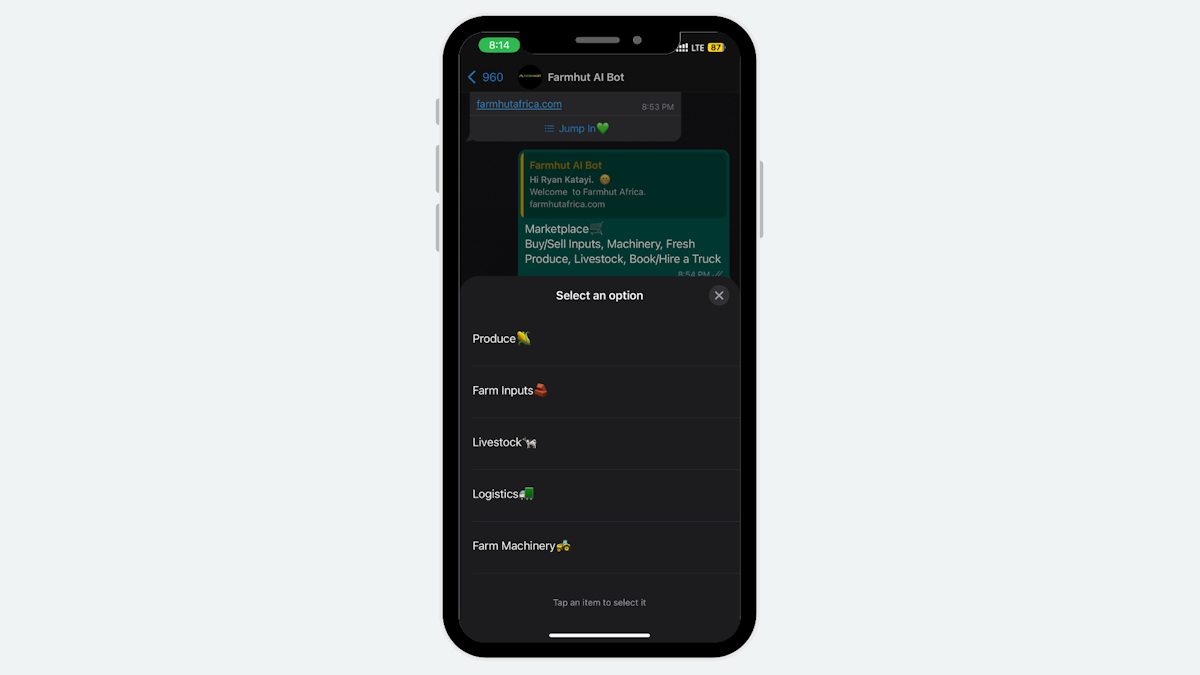 8:14
LTE 87
960
Farmhut AI Bot
farmhutafrica.com
8:53 PM
Jump In💚
Farmhut AI Bot
Hi Ryan Katayi. 😁
Welcome to Farmhut Africa.
farmhutafrica.com
Marketplace🛒
Buy/Sell Inputs, Machinery, Fresh
Produce, Livestock, Book/Hire a Truck
8:54 PM
Select an option
Produce🌽
Farm Inputs
Livestock🐄
Logistics🚛
Farm Machinery🚜
Tap an item to select it